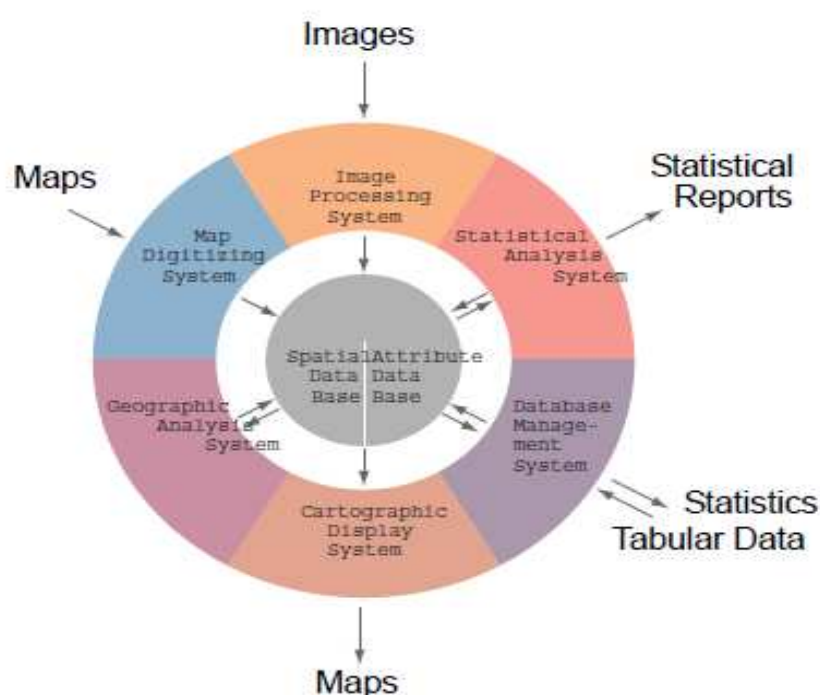 Images
Maps
Statistical
Reports
Image
Processing
System
Map
Digitizing
System
Statistical
Analysis
System
Spatial
Data
Base
Attribute
Data
Base
Geographic
Analysis
System
Database
Manage-
ment
System
Cartographic
Display
System
Statistics
Tabular Data
Maps